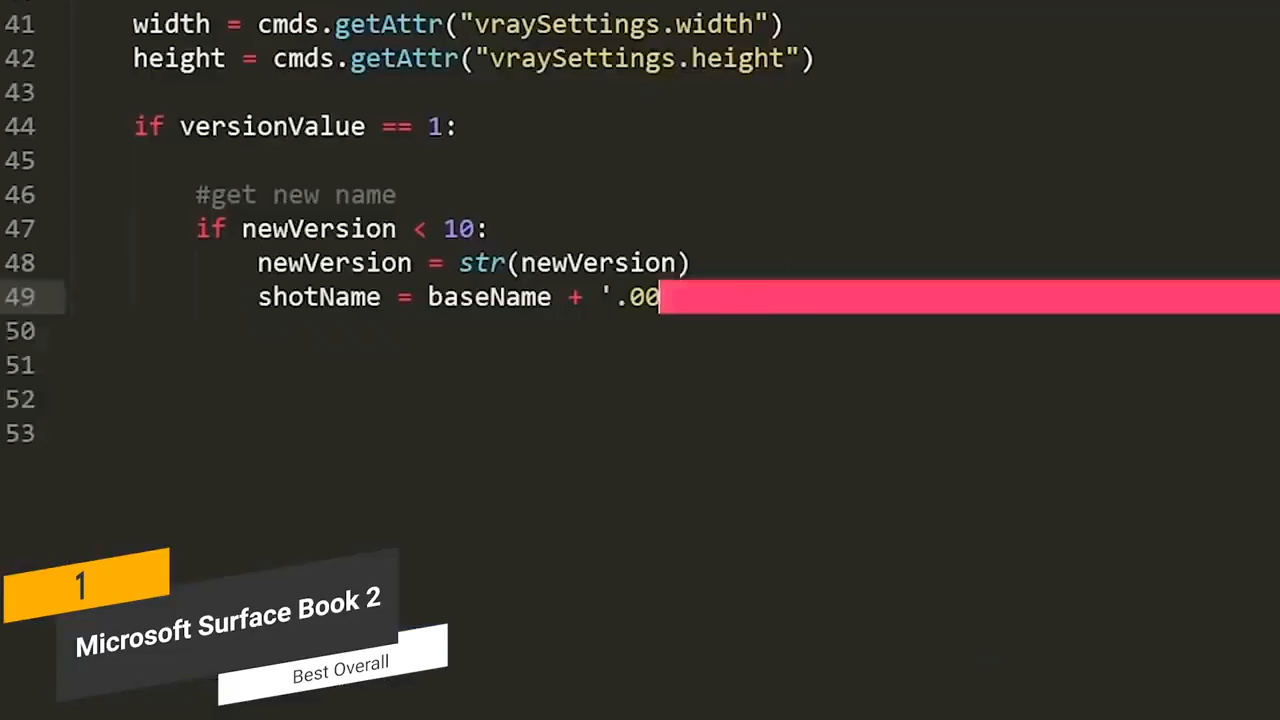 41 width = cmds.getAttr("vraySettings.width")
42 height = cmds.getAttr("vraySettings.height")
43
44 if versionValue == 1:
45
46 #get new name
47 if newVersion < 10:
48 newVersion = str(newVersion)
49 shotName = baseName + '.00
50
51
52
53
1
Microsoft Surface Book 2
Best Overall